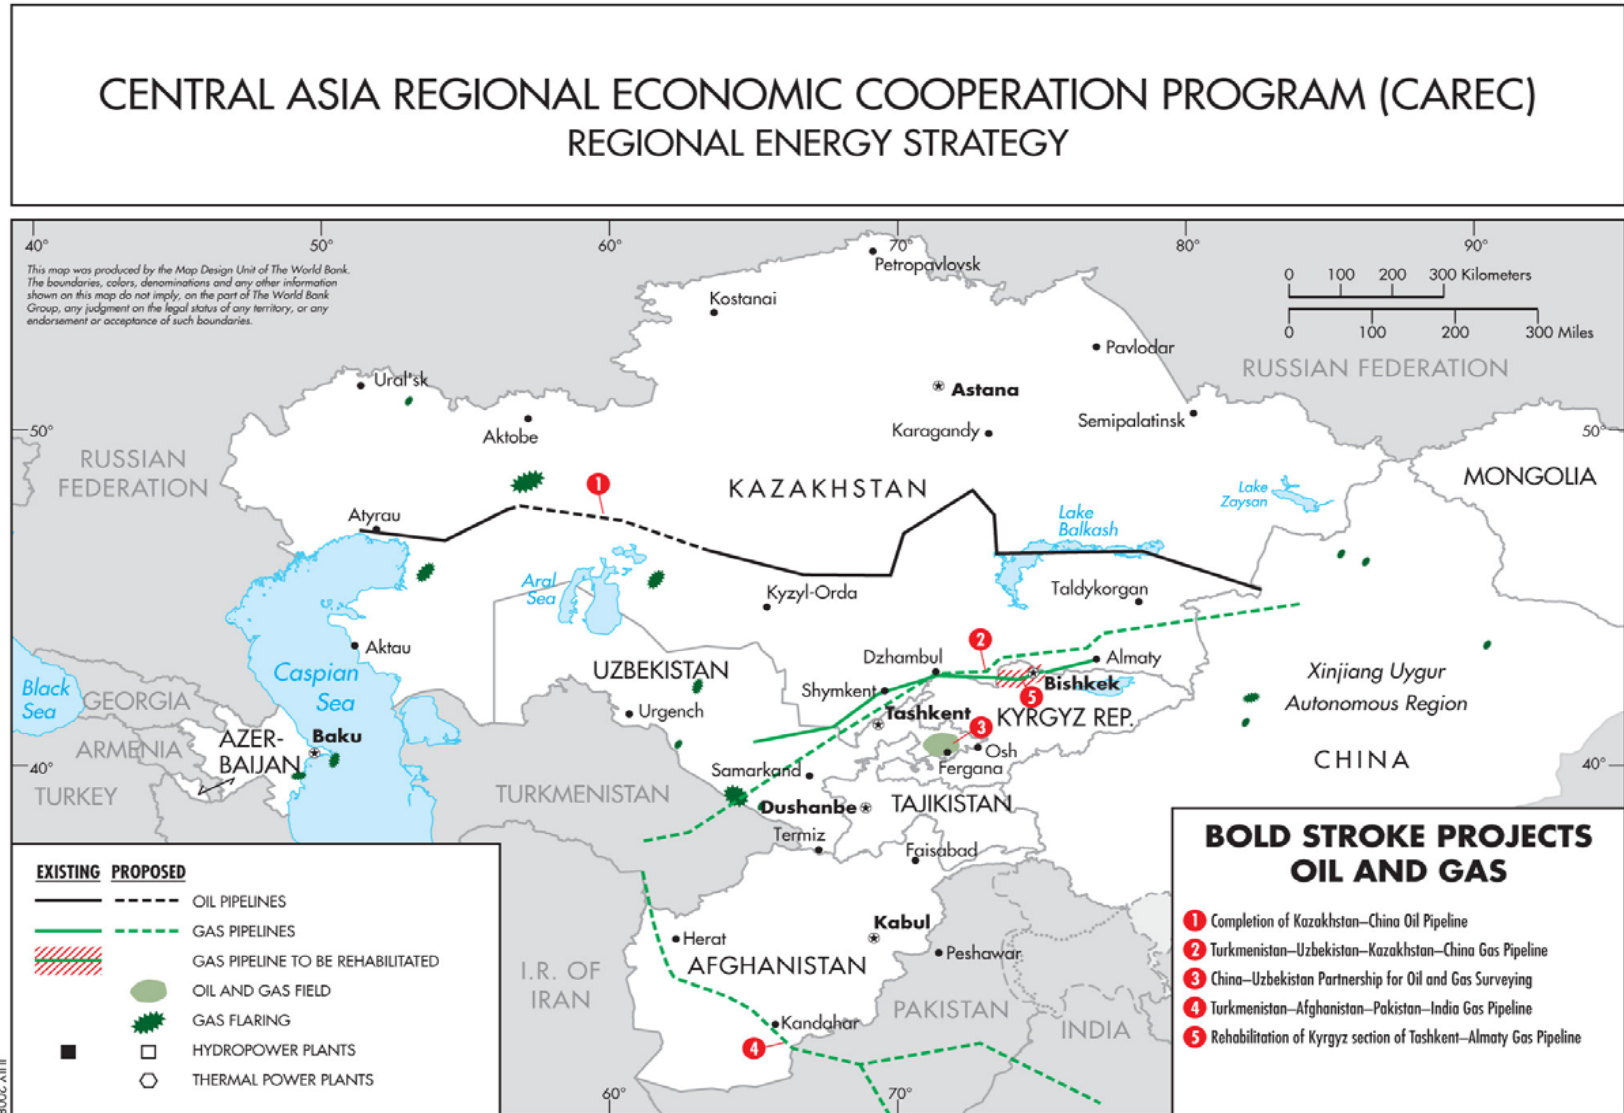 CENTRAL ASIA REGIONAL ECONOMIC COOPERATION PROGRAM (CAREC)
REGIONAL ENERGY STRATEGY
40°
50°
60°
70°
80°
90°
This map was produced by the Map Design Unit of The World Bank.
The boundaries, colors, denominations and any other information
shown on this map do not imply, on the part of The World Bank
Group, any judgment on the legal status of any territory, or any
endorsement or acceptance of such boundaries.
0 100 200 300 Kilometers
0 100 200 300 Miles
Petropavlovsk
Kostanai
Pavlodar
RUSSIAN FEDERATION
Ural'sk
Astana
Aktobe
Karagandy
Semipalatinsk
50°
50°
RUSSIAN
FEDERATION
MONGOLIA
1
KAZAKHSTAN
Lake
Zaysan
Atyrau
Lake
Balkash
Aral
Sea
Kyzyl-Orda
Taldykorgan
Aktau
2
Dzhambul
Almaty
UZBEKISTAN
Caspian
Sea
Xinjiang Uygur
Autonomous Region
Black
Sea
GEORGIA
Shymkent
Bishkek
5
Urgench
Tashkent
KYRGYZ REP.
3
ARMENIA
AZER-
BAIJAN
Baku
Osh
Fergana
CHINA
40°
40°
Samarkand
TURKEY
TURKMENISTAN
Dushanbe
TAJIKISTAN
Termiz
Faisabad
Kabul
Herat
Peshawar
AFGHANISTAN
I.R. OF
IRAN
PAKISTAN
Kandahar
INDIA
4
60°
70°
EXISTING PROPOSED
OIL PIPELINES
GAS PIPELINES
GAS PIPELINE TO BE REHABILITATED
OIL AND GAS FIELD
GAS FLARING
HYDROPOWER PLANTS
THERMAL POWER PLANTS
BOLD STROKE PROJECTS
OIL AND GAS
1 Completion of Kazakhstan–China Oil Pipeline
2 Turkmenistan–Uzbekistan–Kazakhstan–China Gas Pipeline
3 China–Uzbekistan Partnership for Oil and Gas Surveying
4 Turkmenistan–Afghanistan–Pakistan–India Gas Pipeline
5 Rehabilitation of Kyrgyz section of Tashkent–Almaty Gas Pipeline